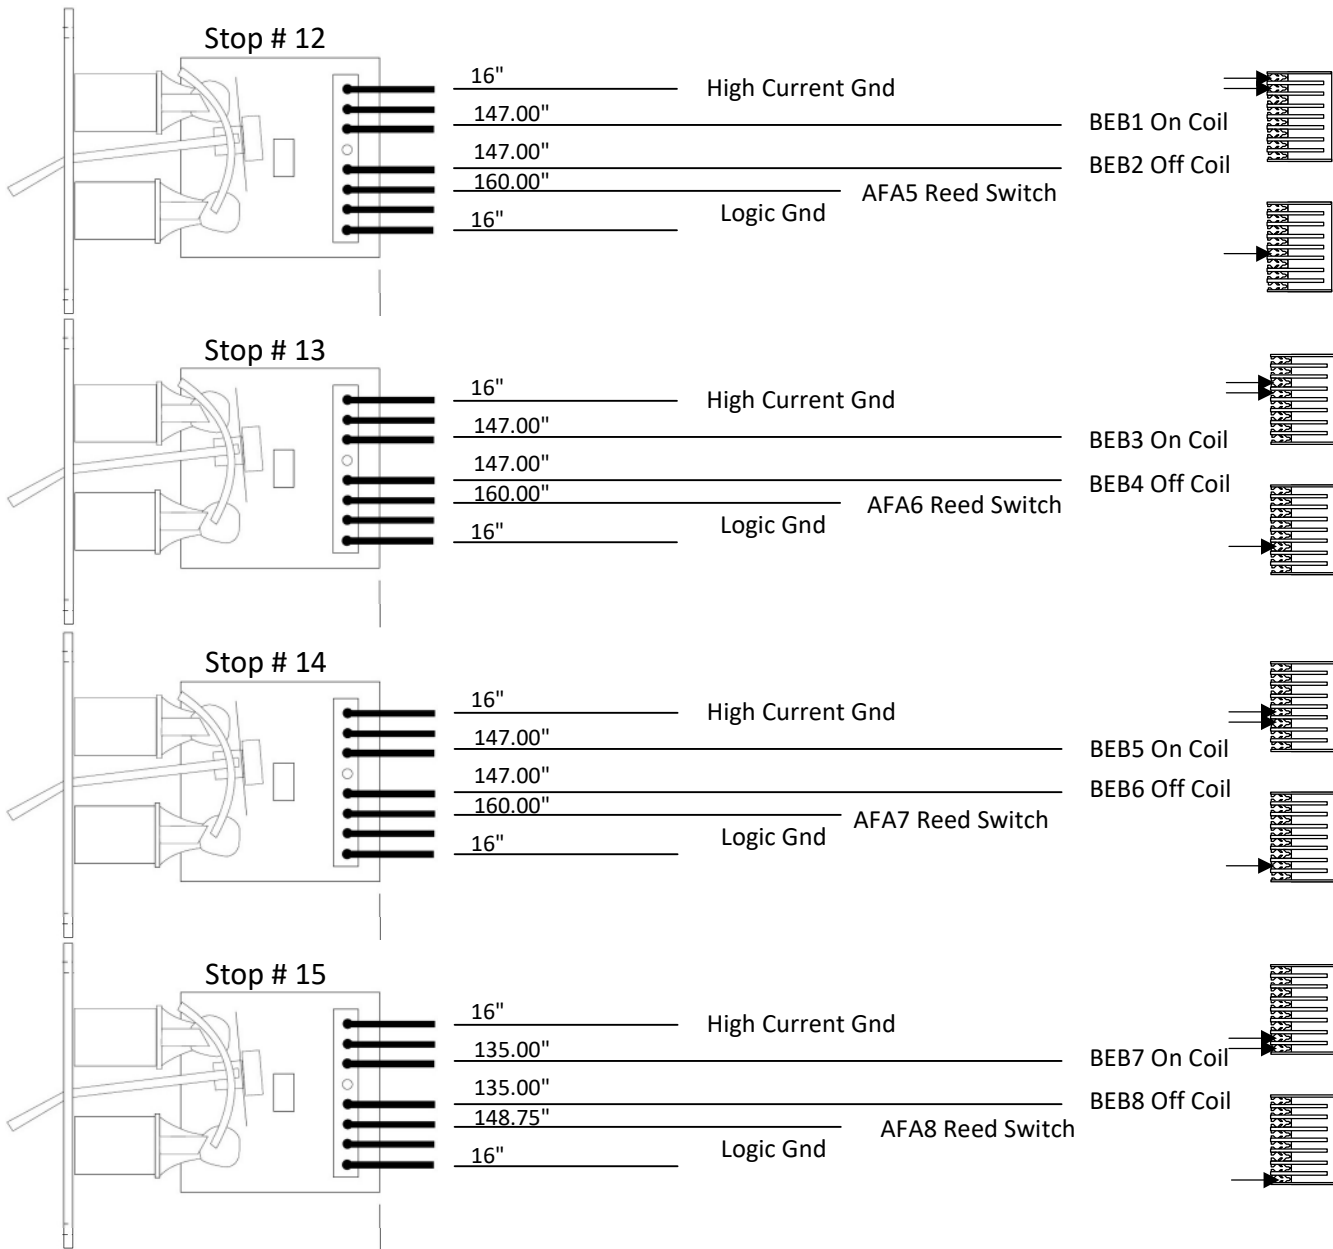 Stop # 12
16"
High Current Gnd
147.00"
BEB1 On Coil
147.00"
BEB2 Off Coil
160.00"
AFA5 Reed Switch
Logic Gnd
16"
Stop # 13
16"
High Current Gnd
147.00"
BEB3 On Coil
147.00"
BEB4 Off Coil
160.00"
AFA6 Reed Switch
Logic Gnd
16"
Stop # 14
16"
High Current Gnd
147.00"
BEB5 On Coil
147.00"
BEB6 Off Coil
160.00"
AFA7 Reed Switch
Logic Gnd
16"
Stop # 15
16"
High Current Gnd
135.00"
BEB7 On Coil
135.00"
BEB8 Off Coil
148.75"
AFA8 Reed Switch
Logic Gnd
16"